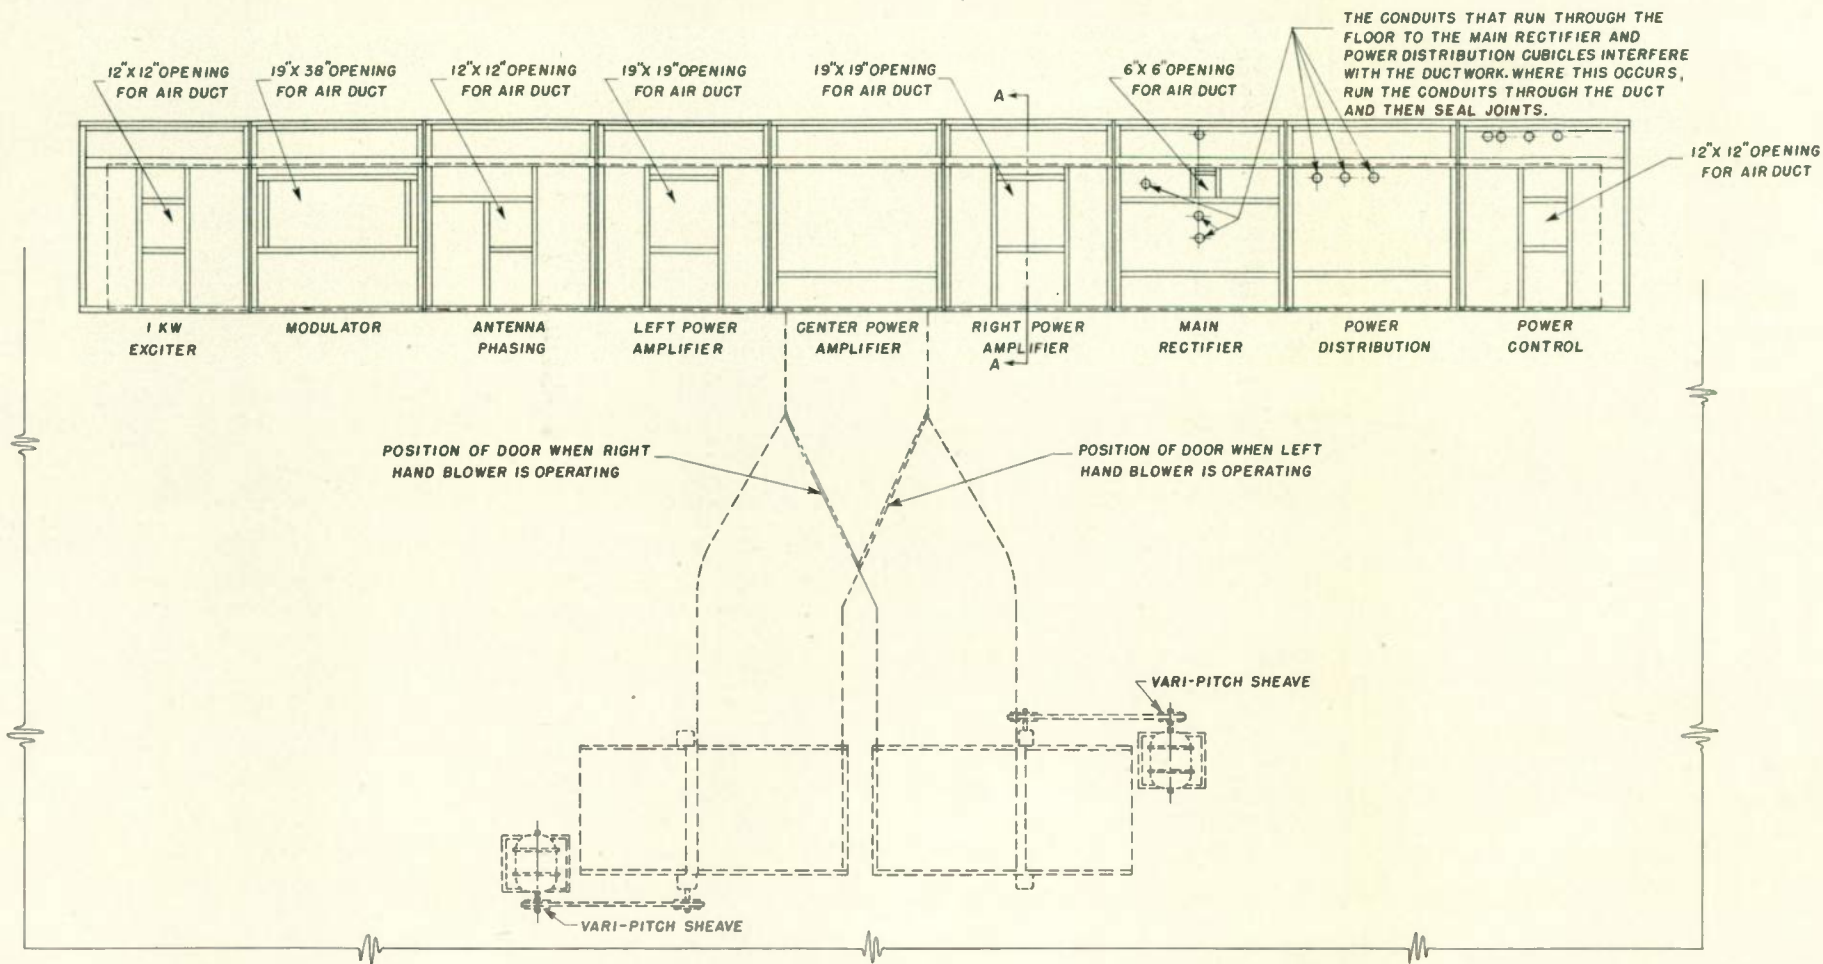 THE CONDUITS THAT RUN THROUGH THE
FLOOR TO THE MAIN RECTIFIER AND
POWER DISTRIBUTION CUBICLES INTERFERE
WITH THE DUCTWORK. WHERE THIS OCCURS,
RUN THE CONDUITS THROUGH THE DUCT
AND THEN SEAL JOINTS.
12"X 12" OPENING
FOR AIR DUCT
19"X 38" OPENING
FOR AIR DUCT
12"X 12" OPENING
FOR AIR DUCT
19"X 19" OPENING
FOR AIR DUCT
19"X 19" OPENING
FOR AIR DUCT
A
6"X 6" OPENING
FOR AIR DUCT
12"X 12" OPENING
FOR AIR DUCT
1 KW
EXCITER
MODULATOR
ANTENNA
PHASING
LEFT POWER
AMPLIFIER
CENTER POWER
AMPLIFIER
RIGHT POWER
AMPLIFIER
A
MAIN
RECTIFIER
POWER
DISTRIBUTION
POWER
CONTROL
POSITION OF DOOR WHEN RIGHT
HAND BLOWER IS OPERATING
POSITION OF DOOR WHEN LEFT
HAND BLOWER IS OPERATING
VARI-PITCH SHEAVE
VARI-PITCH SHEAVE